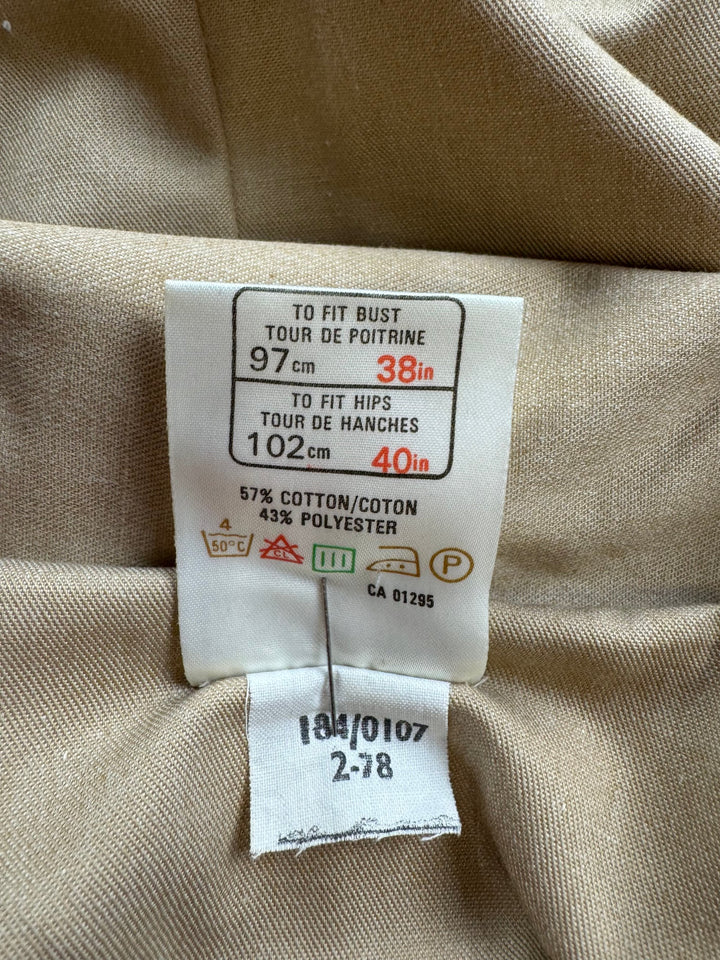 TO FIT BUST
TOUR DE POITRINE
97cm 38in
TO FIT HIPS
TOUR DE HANCHES
102cm 40in
57% COTTON/COTON
43% POLYESTER
4
50°C CL P
CA 01295
184/0107
2-78